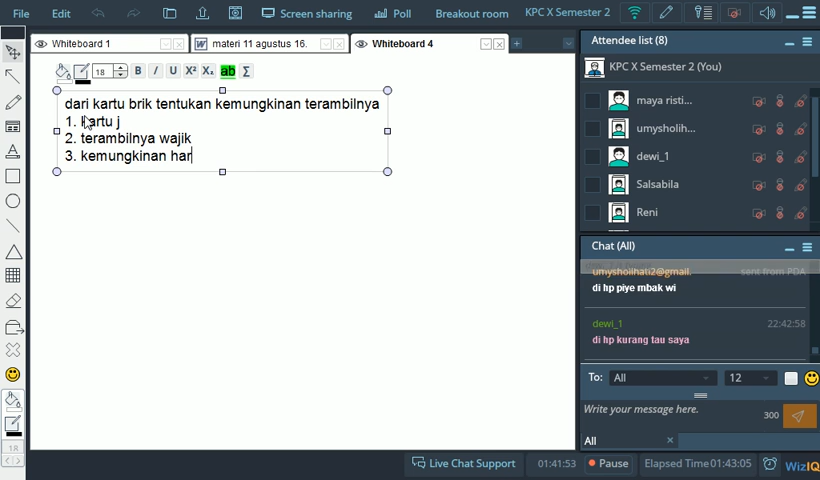 File Edit Screen sharing Poll Breakout room KPC X Semester 2
Whiteboard 1 materi 11 agustus 16. Whiteboard 4
18 B I U X² X₂ ab Σ
dari kartu brik tentukan kemungkinan terambilnya
1. kartu j
2. terambilnya wajik
3. kemungkinan har
18
Attendee list (8)
KPC X Semester 2 (You)
maya risti...
umysholih...
dewi_1
Salsabila
Reni
Chat (All)
umysholihati2@gmail. sent from PDA
di hp piye mbak wi
dewi_1 22:42:58
di hp kurang tau saya
To: All 12
Write your message here. 300
All
Live Chat Support 01:41:53 Pause Elapsed Time 01:43:05 WizIQ